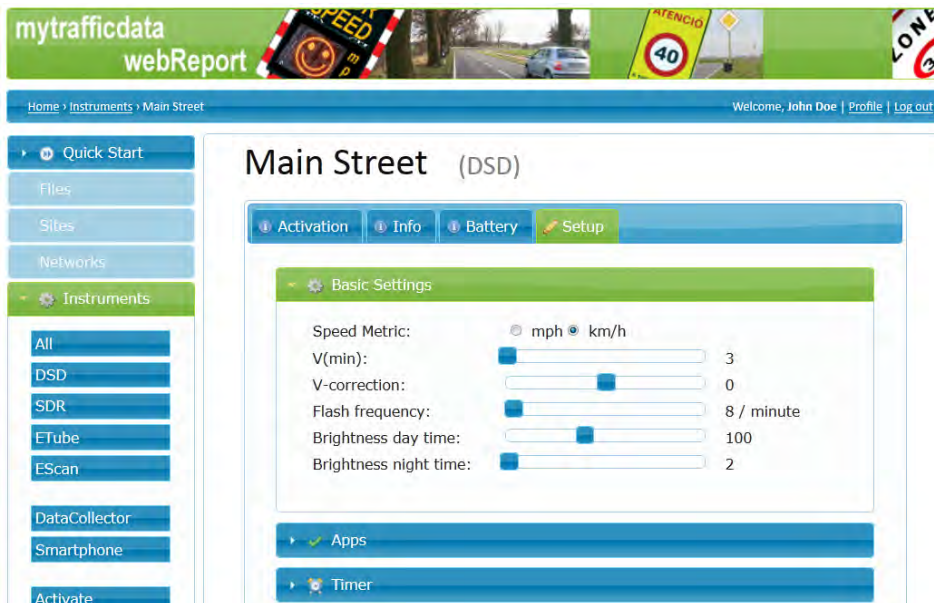 mytrafficdata
webReport
SPEED
ATENCIÓ
40
ZONE
Home › Instruments › Main Street
Welcome, John Doe | Profile | Log out
Quick Start
Files
Sites
Networks
Instruments
All
DSD
SDR
ETube
EScan
DataCollector
Smartphone
Activate
Main Street (DSD)
Activation
Info
Battery
Setup
Basic Settings
Speed Metric: mph km/h
V(min): 3
V-correction: 0
Flash frequency: 8 / minute
Brightness day time: 100
Brightness night time: 2
Apps
Timer